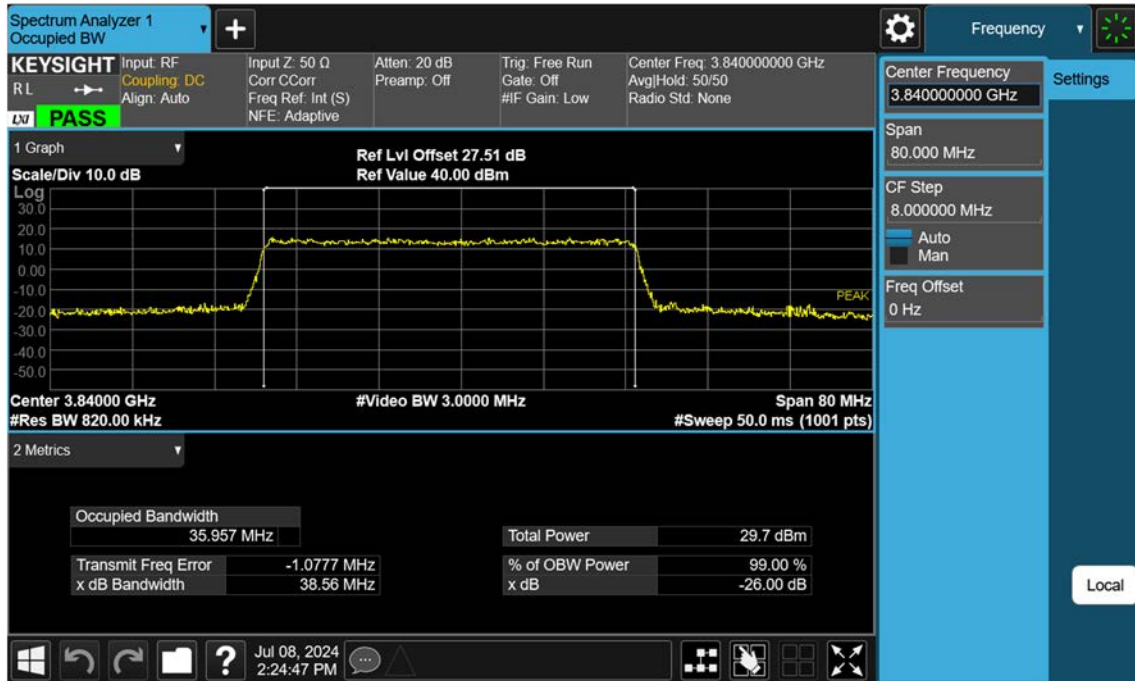 Spectrum Analyzer 1
Occupied BW
+
Frequency
KEYSIGHT
R L
LXI PASS
Input: RF
Coupling: DC
Align: Auto
Input Z: 50 Ω
Corr CCorr
Freq Ref: Int (S)
NFE: Adaptive
Atten: 20 dB
Preamp: Off
Trig: Free Run
Gate: Off
#IF Gain: Low
Center Freq: 3.840000000 GHz
Avg|Hold: 50/50
Radio Std: None
1 Graph
Scale/Div 10.0 dB
Ref Lvl Offset 27.51 dB
Ref Value 40.00 dBm
Log
30.0
20.0
10.0
0.00
-10.0
-20.0
-30.0
-40.0
-50.0
PEAK
Center 3.84000 GHz
#Video BW 3.0000 MHz
Span 80 MHz
#Res BW 820.00 kHz
#Sweep 50.0 ms (1001 pts)
2 Metrics
Occupied Bandwidth
35.957 MHz
Total Power 29.7 dBm
Transmit Freq Error -1.0777 MHz
% of OBW Power 99.00 %
x dB Bandwidth 38.56 MHz
x dB -26.00 dB
Center Frequency
3.840000000 GHz
Span
80.000 MHz
CF Step
8.000000 MHz
Auto
Man
Freq Offset
0 Hz
Settings
Local
?
Jul 08, 2024
2:24:47 PM